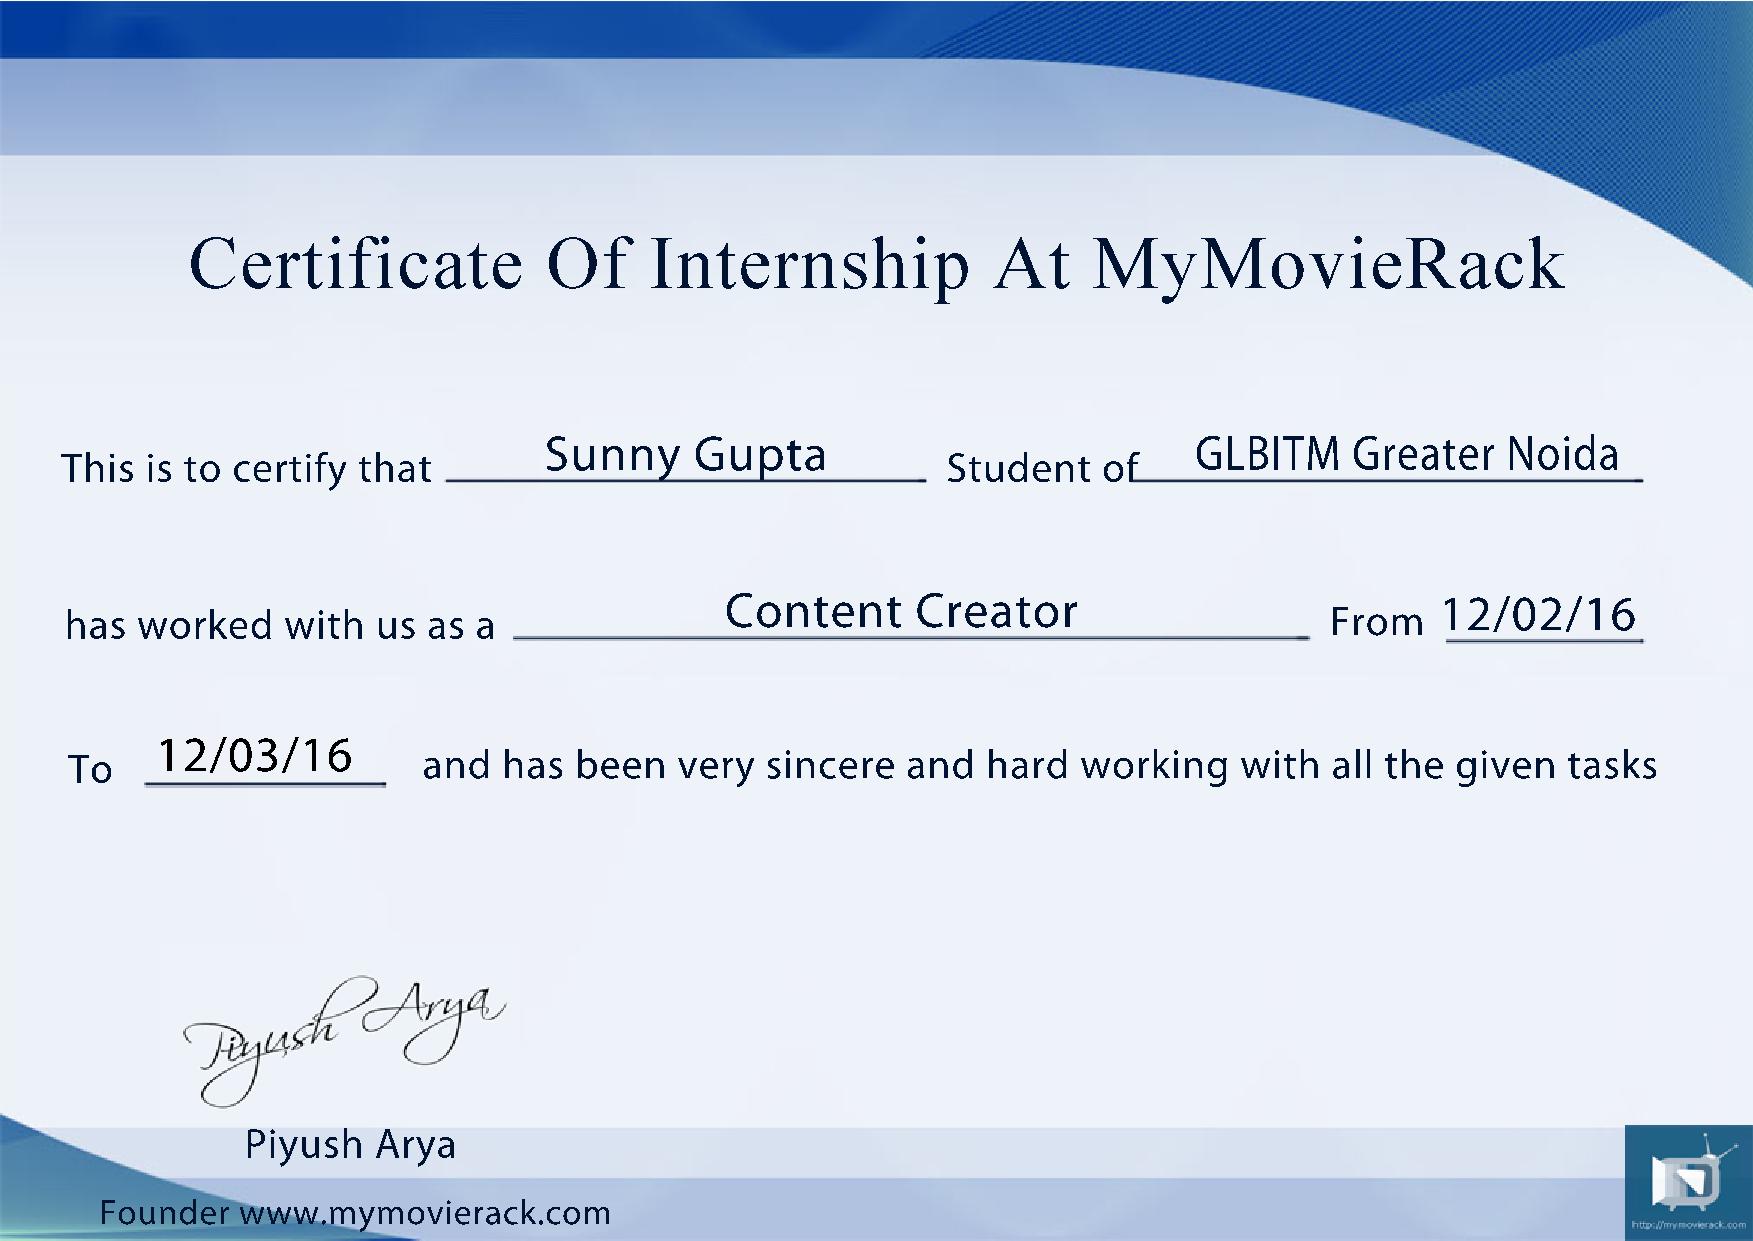 Certificate Of Internship At MyMovieRack
This is to certify that Sunny Gupta Student of GLBITM Greater Noida
has worked with us as a Content Creator From 12/02/16
To 12/03/16 and has been very sincere and hard working with all the given tasks
Piyush Arya
Piyush Arya
Founder www.mymovierack.com
http://mymovierack.com